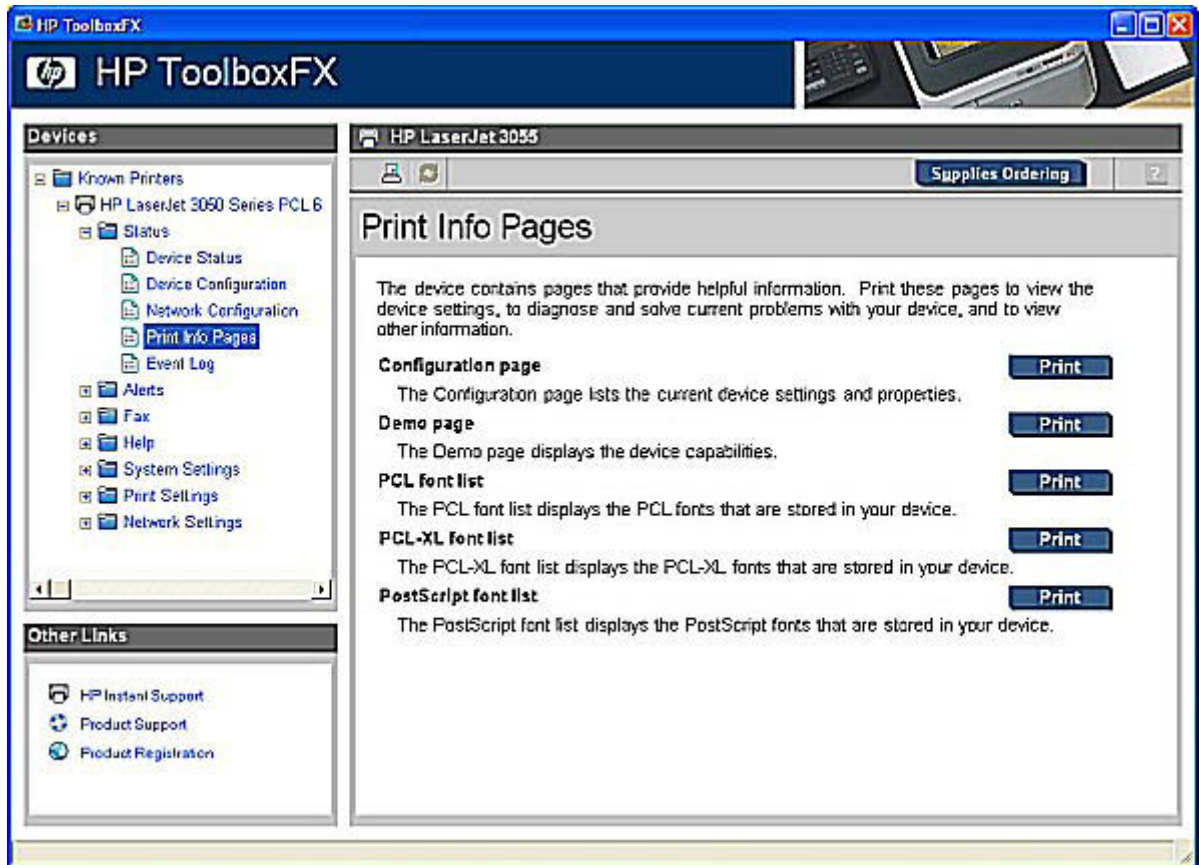 HP ToolboxFX
hp HP ToolboxFX
Devices
Known Printers
HP LaserJet 3050 Series PCL 6
Status
Device Status
Device Configuration
Network Configuration
Print Info Pages
Event Log
Alerts
Fax
Help
System Settings
Print Settings
Network Settings
Other Links
HP Instant Support
Product Support
Product Registration
HP LaserJet 3055
Supplies Ordering ?
Print Info Pages
The device contains pages that provide helpful information. Print these pages to view the
device settings, to diagnose and solve current problems with your device, and to view
other information.
Configuration page Print
The Configuration page lists the current device settings and properties.
Demo page Print
The Demo page displays the device capabilities.
PCL font list Print
The PCL font list displays the PCL fonts that are stored in your device.
PCL-XL font list Print
The PCL-XL font list displays the PCL-XL fonts that are stored in your device.
PostScript font list Print
The PostScript font list displays the PostScript fonts that are stored in your device.